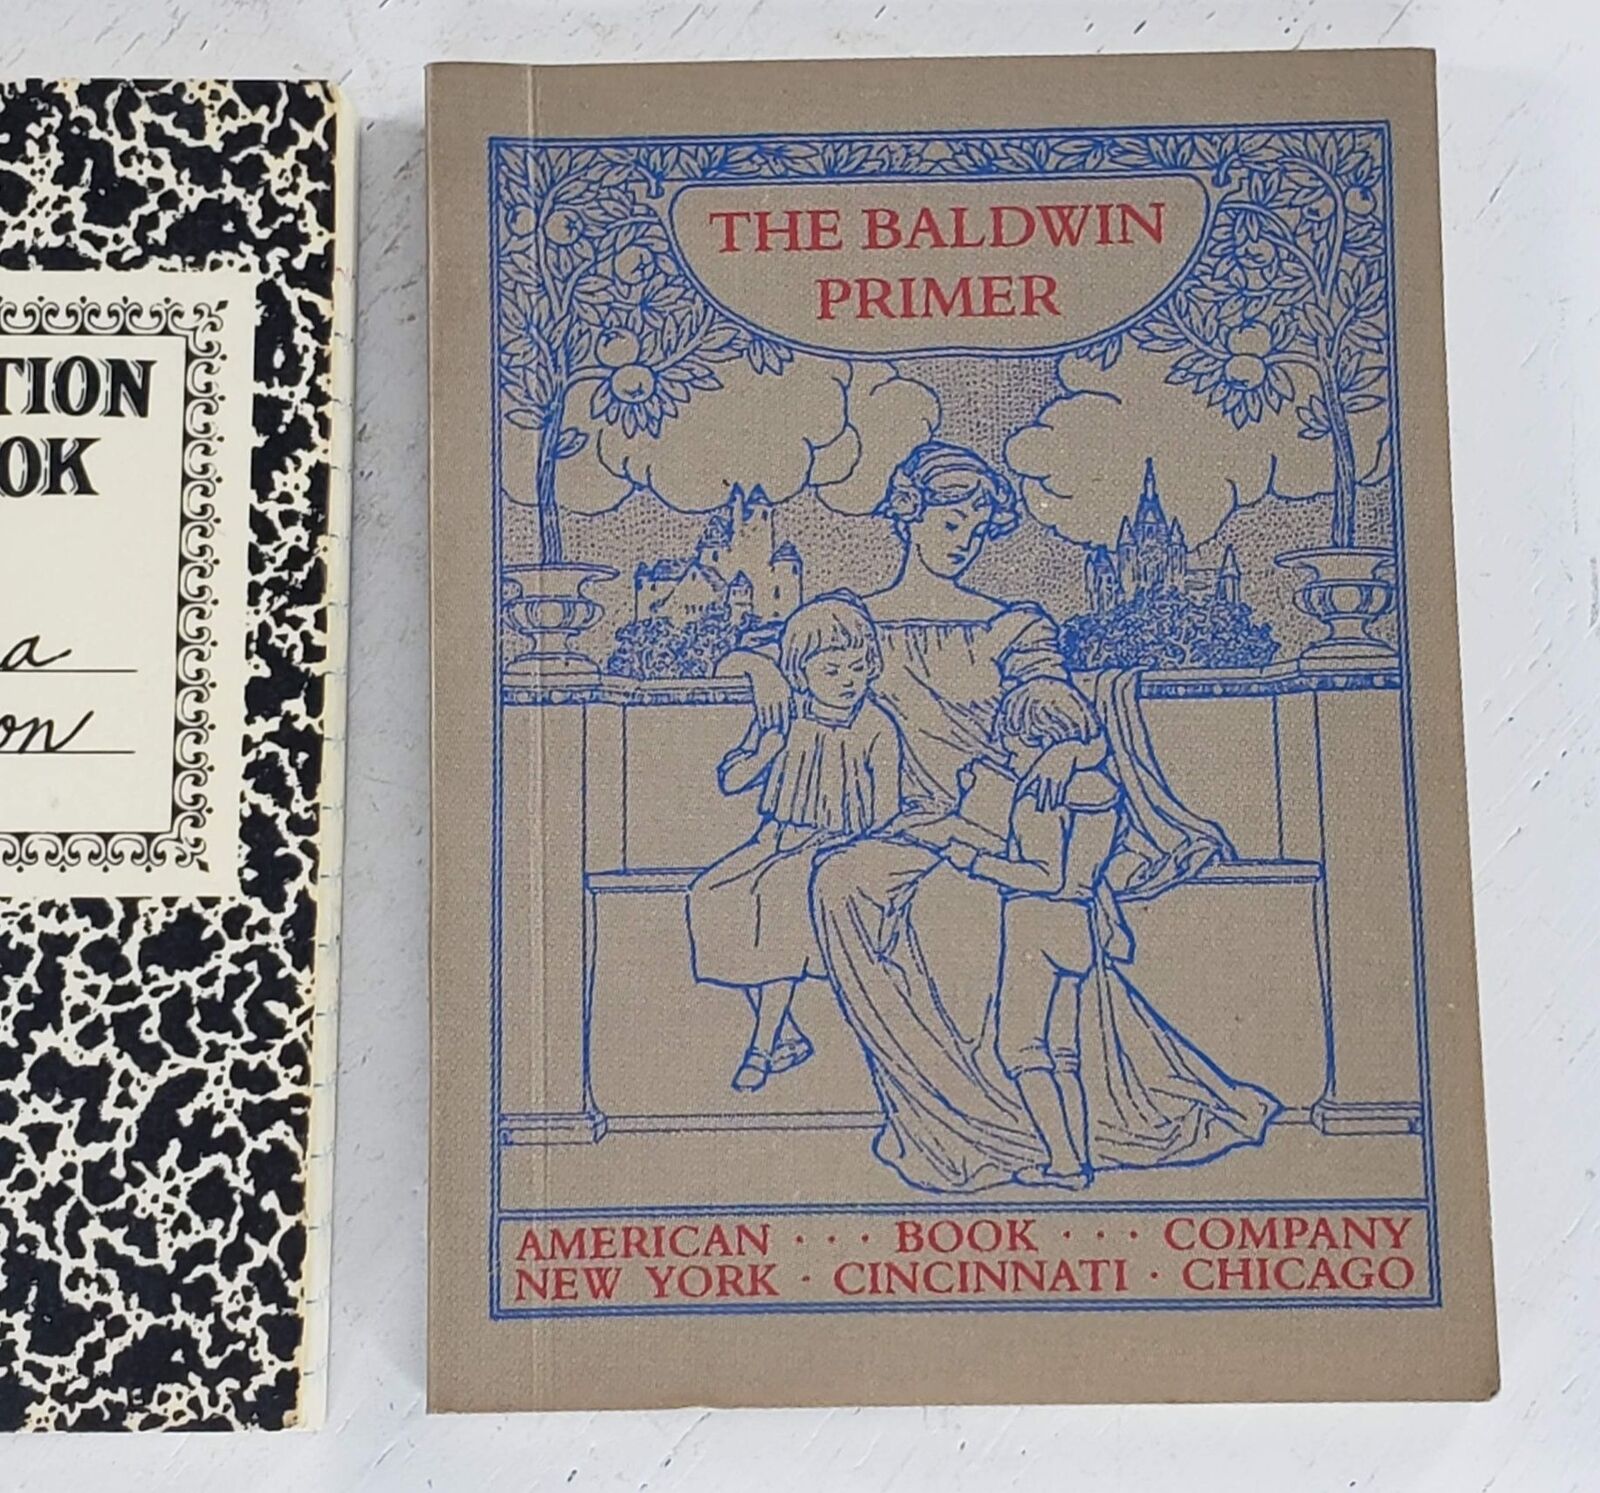 TION
OK
a
on
THE BALDWIN
PRIMER
AMERICAN · · · BOOK · · · COMPANY
NEW YORK · CINCINNATI · CHICAGO